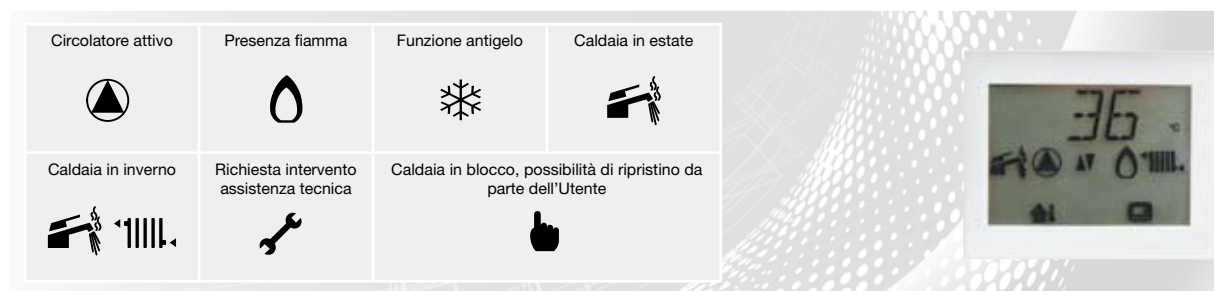 Circolatore attivo
Presenza fiamma
Funzione antigelo
Caldaia in estate
Caldaia in inverno
Richiesta intervento
assistenza tecnica
Caldaia in blocco, possibilità di ripristino da
parte dell'Utente
36
°C